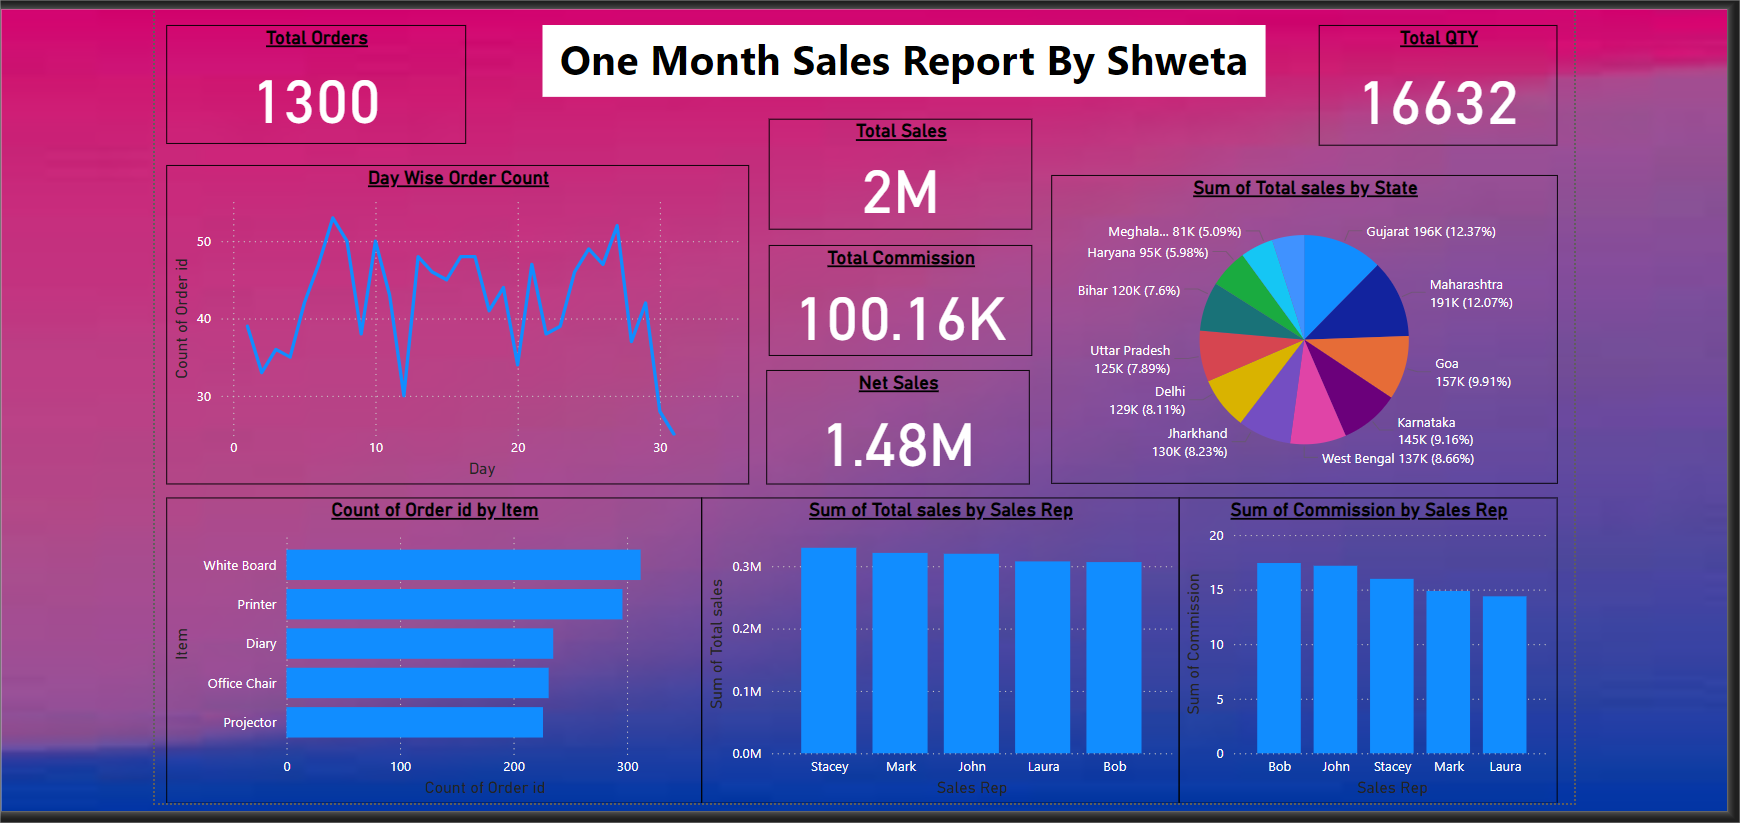 Total Orders
1300
One Month Sales Report By Shweta
Total QTY
16632
Total Sales
2M
Total Commission
100.16K
Net Sales
1.48M
Day Wise Order Count
Count of Order id
50
40
30
0
10
20
30
Day
Sum of Total sales by State
Meghala... 81K (5.09%)
Haryana 95K (5.98%)
Bihar 120K (7.6%)
Uttar Pradesh
125K (7.89%)
Delhi
129K (8.11%)
Jharkhand
130K (8.23%)
Gujarat 196K (12.37%)
Maharashtra
191K (12.07%)
Goa
157K (9.91%)
Karnataka
145K (9.16%)
West Bengal 137K (8.66%)
Count of Order id by Item
Item
White Board
Printer
Diary
Office Chair
Projector
0
100
200
300
Count of Order id
Sum of Total sales by Sales Rep
Sum of Total sales
0.3M
0.2M
0.1M
0.0M
Stacey
Mark
John
Laura
Bob
Sales Rep
Sum of Commission by Sales Rep
Sum of Commission
20
15
10
5
0
Bob
John
Stacey
Mark
Laura
Sales Rep